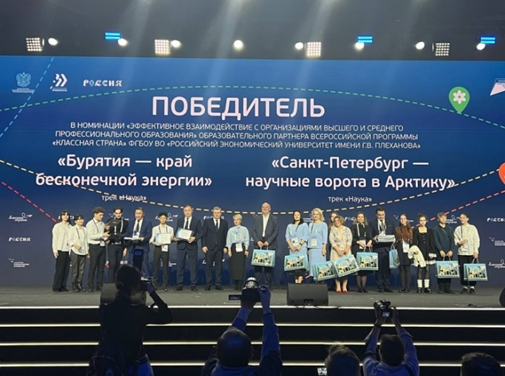 РОССИЯ
ПОБЕДИТЕЛЬ
В НОМИНАЦИИ «ЭФФЕКТИВНОЕ ВЗАИМОДЕЙСТВИЕ С ОРГАНИЗАЦИЯМИ ВЫСШЕГО И СРЕДНЕГО
ПРОФЕССИОНАЛЬНОГО ОБРАЗОВАНИЯ» ОБРАЗОВАТЕЛЬНОГО ПАРТНЕРА ВСЕРОССИЙСКОЙ ПРОГРАММЫ
«КЛАССНАЯ СТРАНА» ФГБОУ ВО «РОССИЙСКИЙ ЭКОНОМИЧЕСКИЙ УНИВЕРСИТЕТ ИМЕНИ Г.В. ПЛЕХАНОВА»
«Бурятия — край
бесконечной энергии»
трек «Наука»
«Санкт-Петербург —
научные ворота в Арктику»
трек «Наука»
РОССИЯ
РОССИЯ